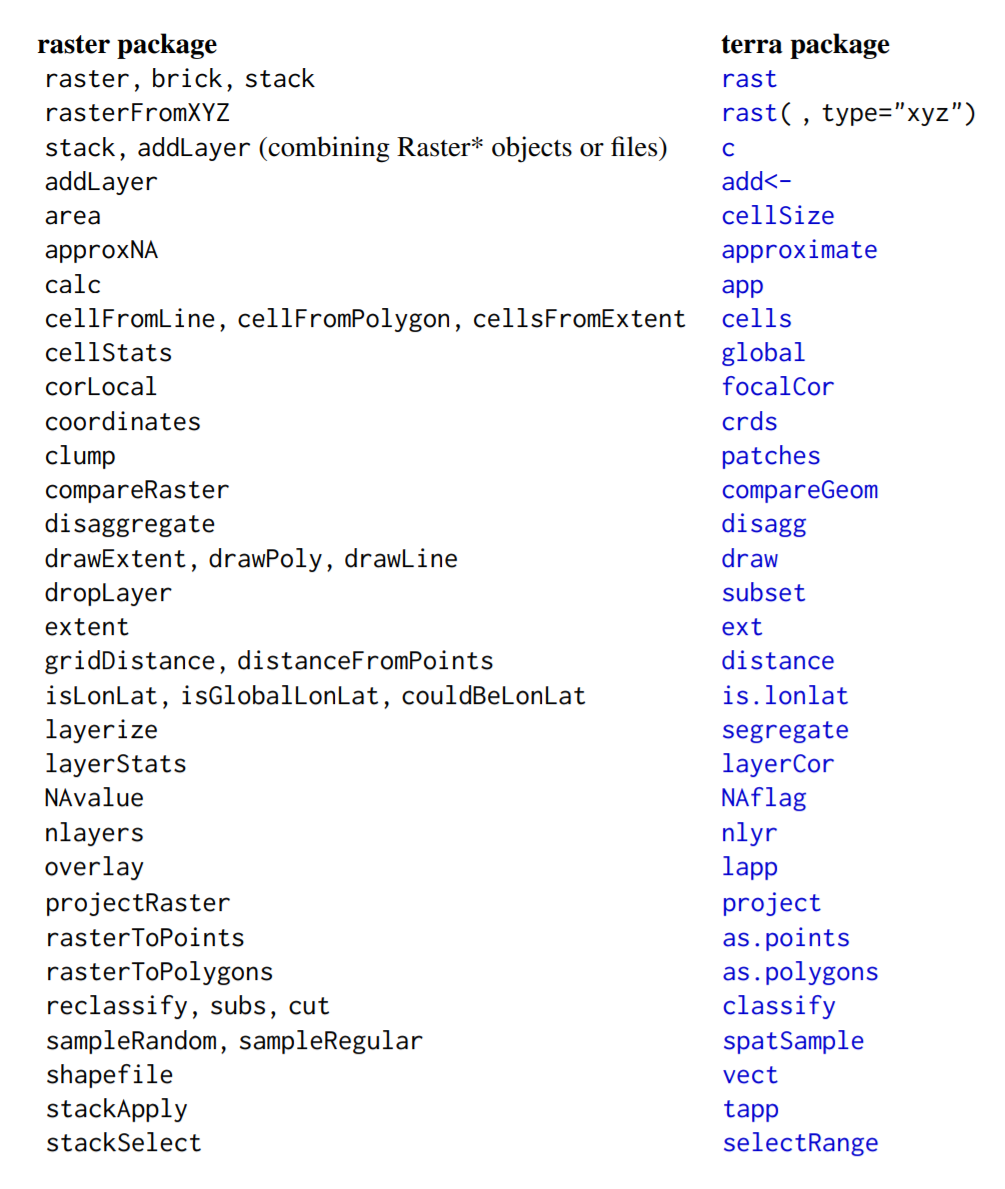 raster package terra package
raster, brick, stack rast
rasterFromXYZ rast( , type="xyz")
stack, addLayer (combining Raster* objects or files) c
addLayer add<-
area cellSize
approxNA approximate
calc app
cellFromLine, cellFromPolygon, cellsFromExtent cells
cellStats global
corLocal focalCor
coordinates crds
clump patches
compareRaster compareGeom
disaggregate disagg
drawExtent, drawPoly, drawLine draw
dropLayer subset
extent ext
gridDistance, distanceFromPoints distance
isLonLat, isGlobalLonLat, couldBeLonLat is.lonlat
layerize segregate
layerStats layerCor
NAvalue NAflag
nlayers nlyr
overlay lapp
projectRaster project
rasterToPoints as.points
rasterToPolygons as.polygons
reclassify, subs, cut classify
sampleRandom, sampleRegular spatSample
shapefile vect
stackApply tapp
stackSelect selectRange